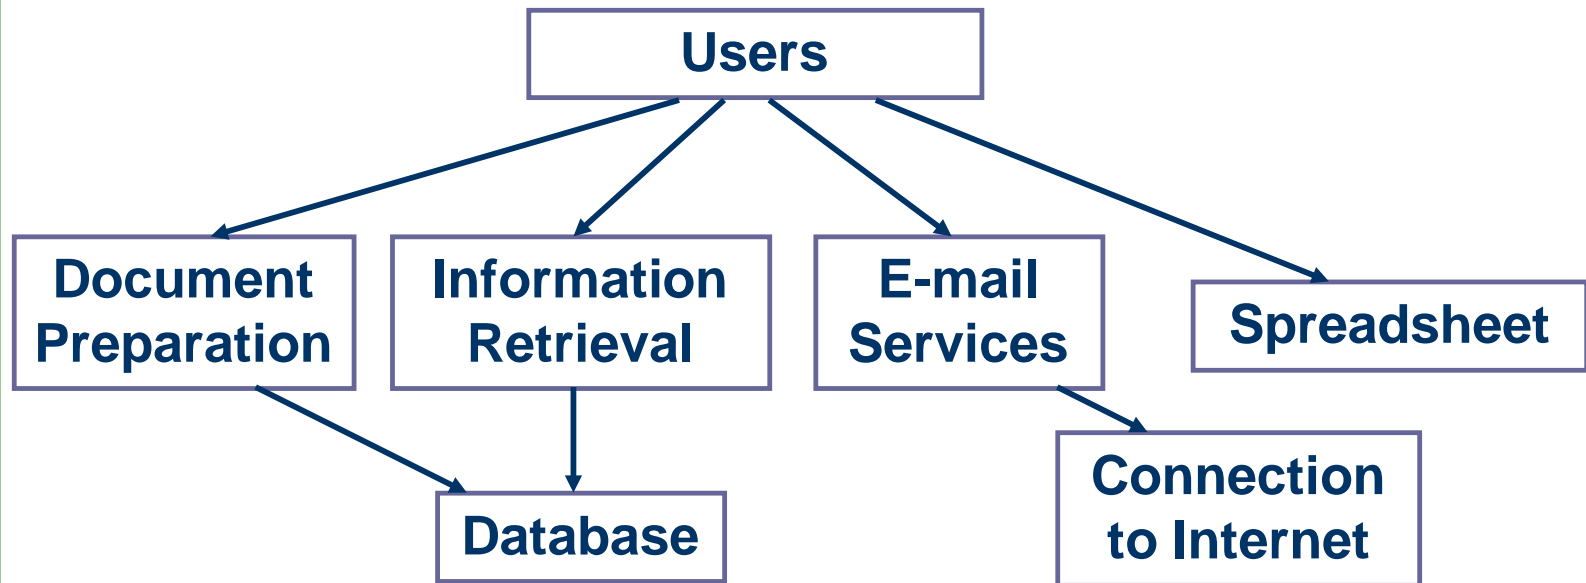 Users
Document
Preparation
Information
Retrieval
E-mail
Services
Spreadsheet
Database
Connection
to Internet